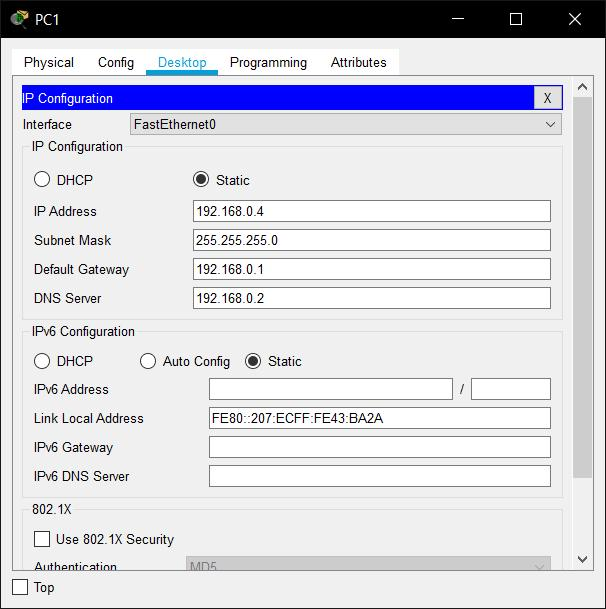 PC1
Physical Config Desktop Programming Attributes
IP Configuration X
Interface FastEthernet0
IP Configuration
DHCP Static
IP Address 192.168.0.4
Subnet Mask 255.255.255.0
Default Gateway 192.168.0.1
DNS Server 192.168.0.2
IPv6 Configuration
DHCP Auto Config Static
IPv6 Address /
Link Local Address FE80::207:ECFF:FE43:BA2A
IPv6 Gateway
IPv6 DNS Server
802.1X
Use 802.1X Security
Authentication MD5
Top